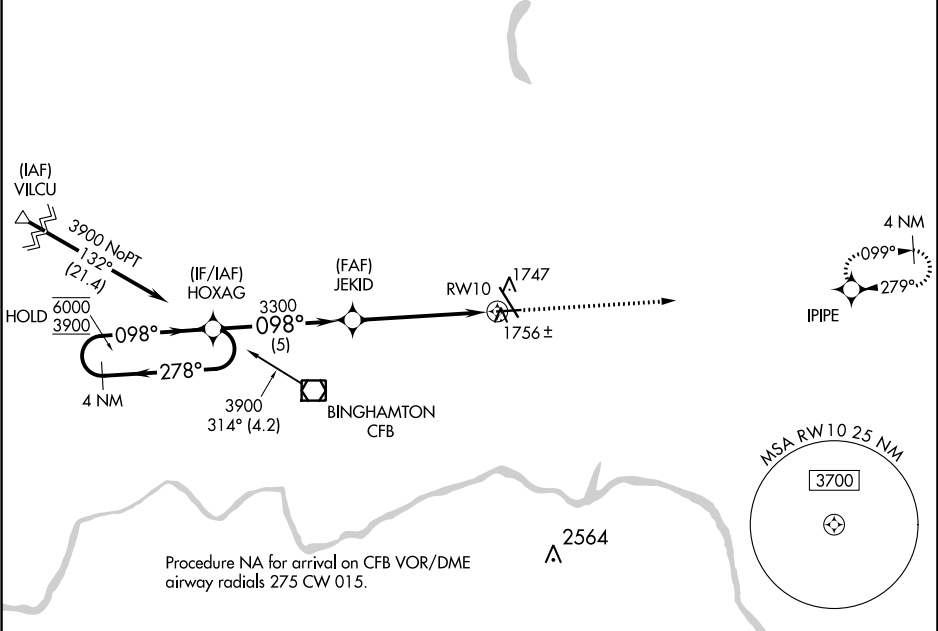 (IAF)
VILCU
3900 NoPT
132°
(21.4)
(IF/IAF)
HOXAG
(FAF)
JEKID
RW10
1747
1756 ±
4 NM
099°
279°
IPIPE
HOLD
6000
3900
098°
3300
098°
(5)
278°
4 NM
3900
314° (4.2)
BINGHAMTON
CFB
MSA RW10 25 NM
3700
2564
Procedure NA for arrival on CFB VOR/DME
airway radials 275 CW 015.